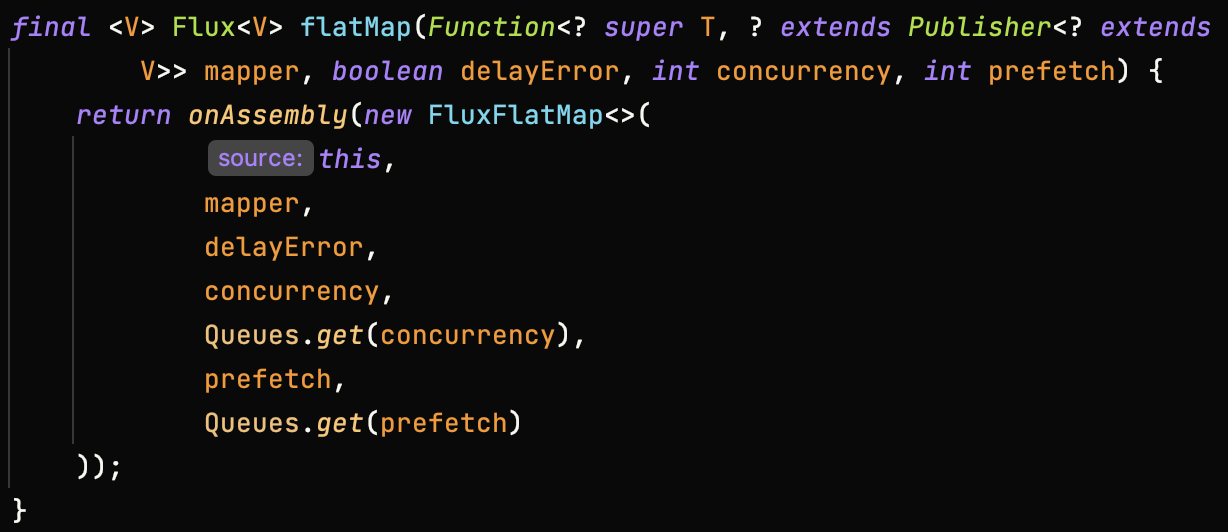 final <V> Flux<V> flatMap(Function<? super T, ? extends Publisher<? extends
V>> mapper, boolean delayError, int concurrency, int prefetch) {
return onAssembly(new FluxFlatMap<>(
source: this,
mapper,
delayError,
concurrency,
Queues.get(concurrency),
prefetch,
Queues.get(prefetch)
));
}